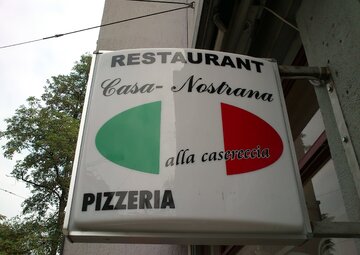 RESTAURANT
Casa-Nostrana
alla casereccia
PIZZERIA